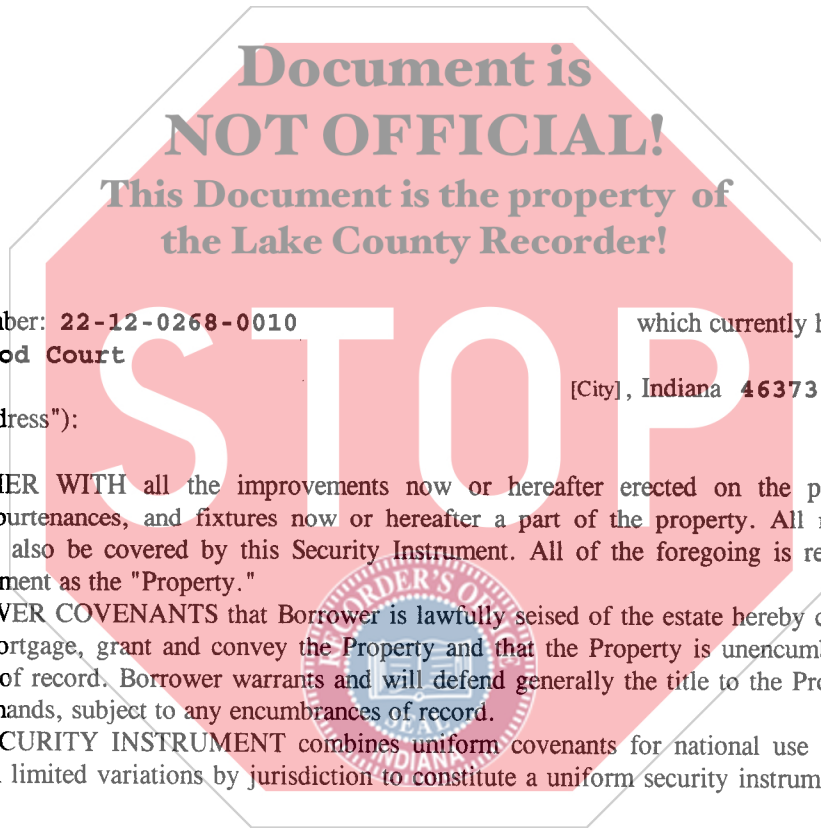 Document is
NOT OFFICIAL!
This Document is the property of
the Lake County Recorder!
STOP
nber: 22-12-0268-0010 which currently h
od Court
[City], Indiana 46373
dress"):
IER WITH all the improvements now or hereafter erected on the p
ourtenances, and fixtures now or hereafter a part of the property. All r
also be covered by this Security Instrument. All of the foregoing is re
ment as the "Property."
VER COVENANTS that Borrower is lawfully seised of the estate hereby c
ortgage, grant and convey the Property and that the Property is unencumb
of record. Borrower warrants and will defend generally the title to the Pro
nands, subject to any encumbrances of record.
CURITY INSTRUMENT combines uniform covenants for national use
limited variations by jurisdiction to constitute a uniform security instrum
RECORDER'S OFFICE
SEAL
INDIANA